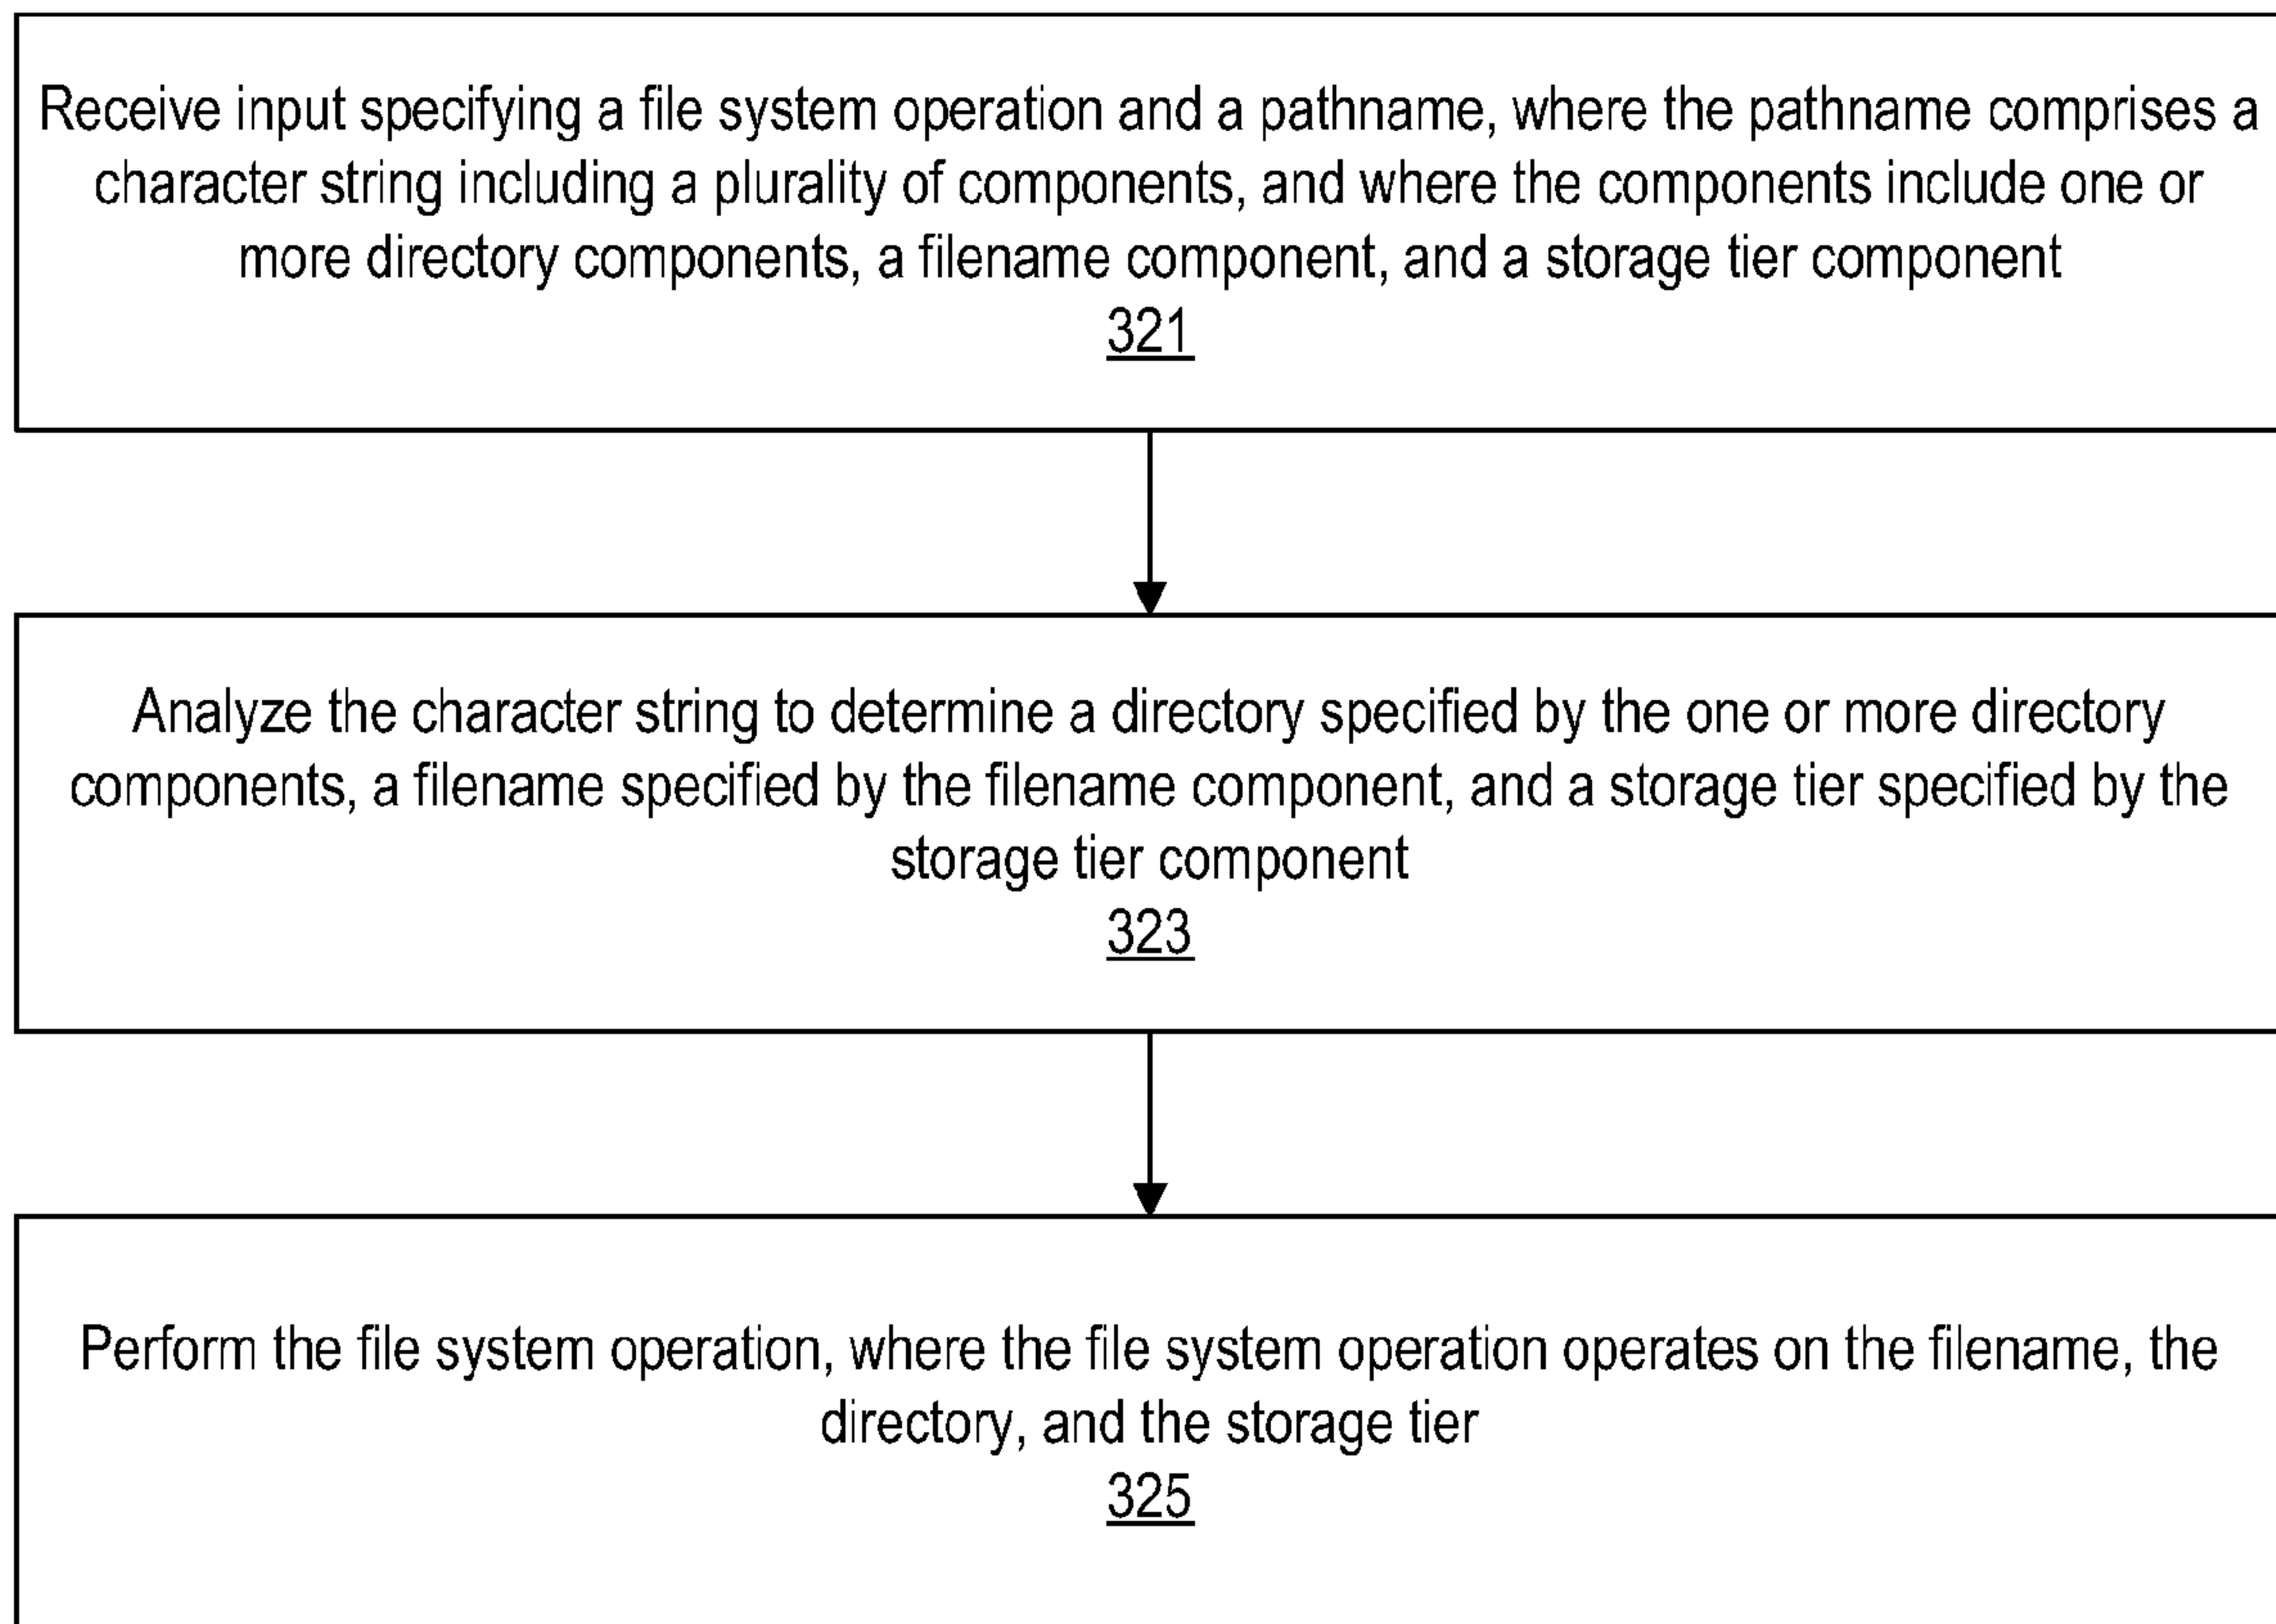 Receive input specifying a file system operation and a pathname, where the pathname comprises a
character string including a plurality of components, and where the components include one or
more directory components, a filename component, and a storage tier component
321
Analyze the character string to determine a directory specified by the one or more directory
components, a filename specified by the filename component, and a storage tier specified by the
storage tier component
323
Perform the file system operation, where the file system operation operates on the filename, the
directory, and the storage tier
325